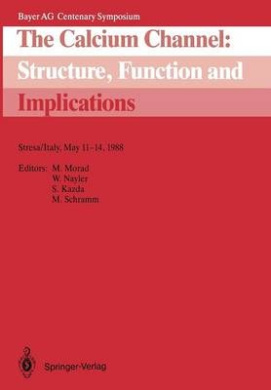 Bayer AG Centenary Symposium
The Calcium Channel:
Structure, Function and
Implications
Stresa/Italy, May 11–14, 1988
Editors: M. Morad
W. Nayler
S. Kazda
M. Schramm
Springer-Verlag